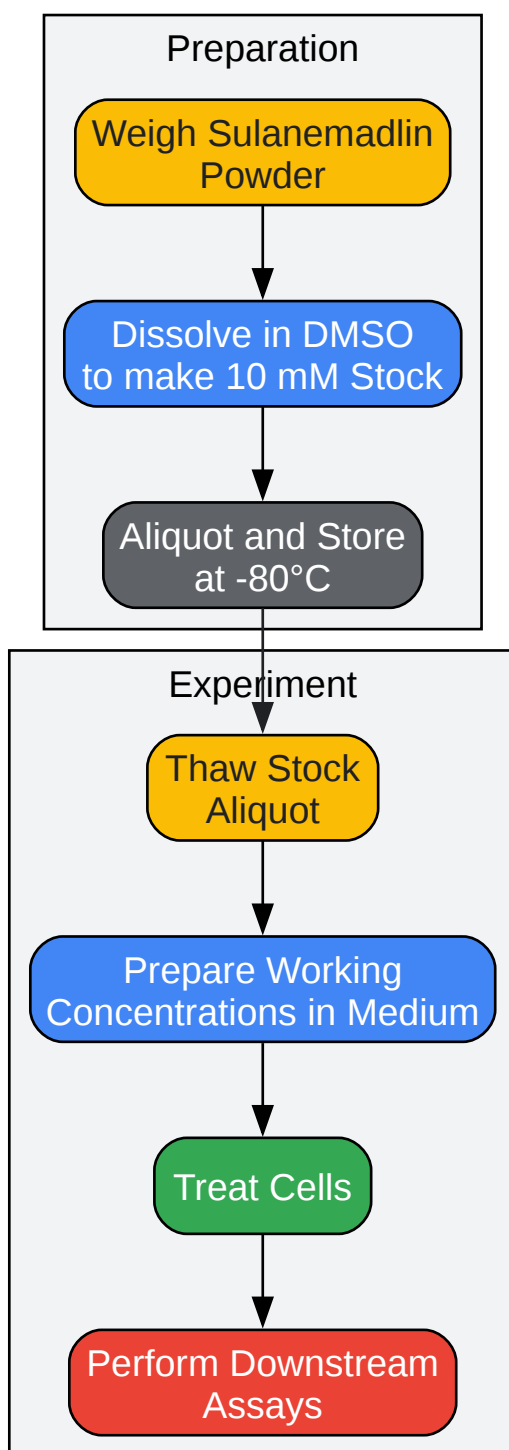 Preparation
Weigh Sulanemadlin
Powder
Dissolve in DMSO
to make 10 mM Stock
Aliquot and Store
at -80°C
Experiment
Thaw Stock
Aliquot
Prepare Working
Concentrations in Medium
Treat Cells
Perform Downstream
Assays